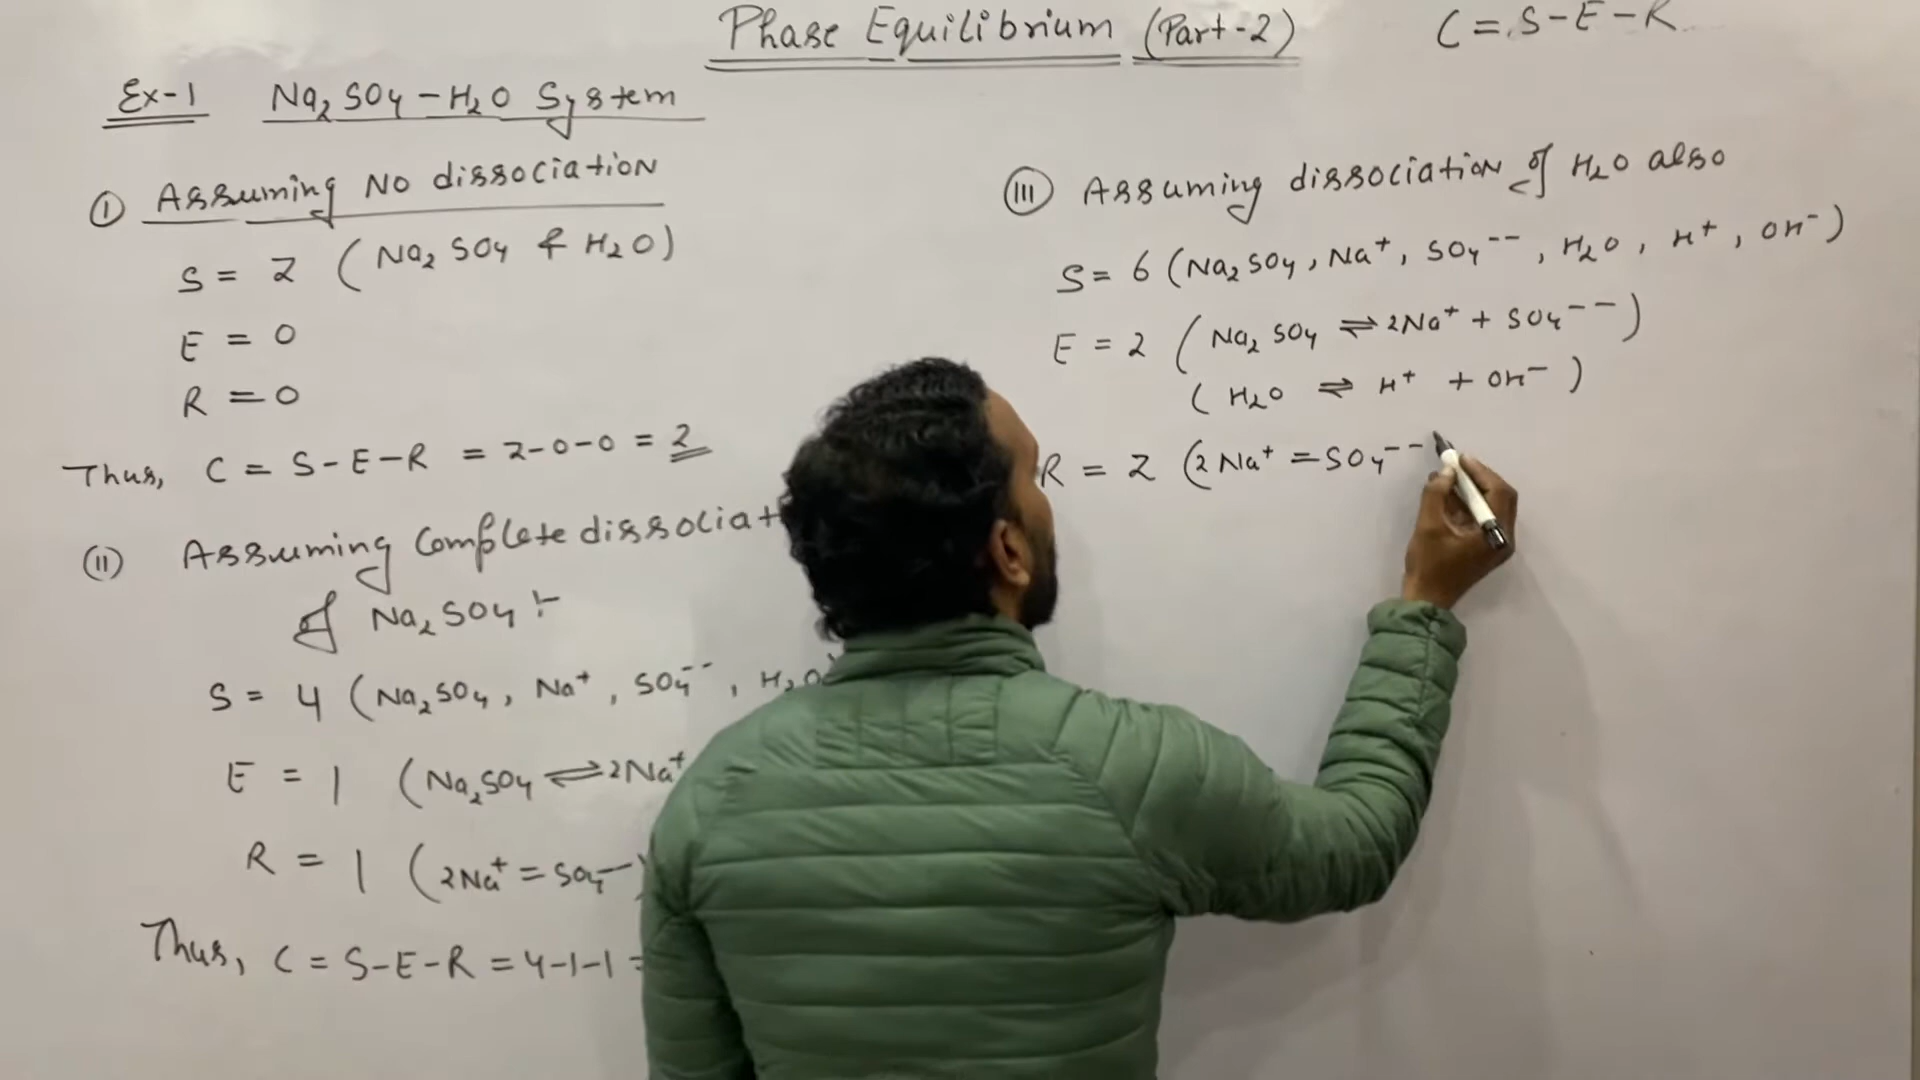 Phase Equilibrium (Part-2)
C = S-E-R
Ex-1 Na₂SO₄-H₂O System
(I) Assuming No dissociation
S = 2 (Na₂SO₄ & H₂O)
E = 0
R = 0
Thus, C = S-E-R = 2-0-0 = 2
(II) Assuming Complete dissociat
of Na₂SO₄ :-
S = 4 (Na₂SO₄, Na⁺, SO₄⁻⁻, H₂O)
E = 1 (Na₂SO₄ ⇌ 2Na⁺
R = 1 (2Na⁺ = SO₄⁻⁻)
Thus, C = S-E-R = 4-1-1 =
(III) Assuming dissociation of H₂O also
S = 6 (Na₂SO₄, Na⁺, SO₄⁻⁻, H₂O, H⁺, OH⁻)
E = 2 (Na₂SO₄ ⇌ 2Na⁺ + SO₄⁻⁻)
(H₂O ⇌ H⁺ + OH⁻)
R = 2 (2Na⁺ = SO₄⁻⁻